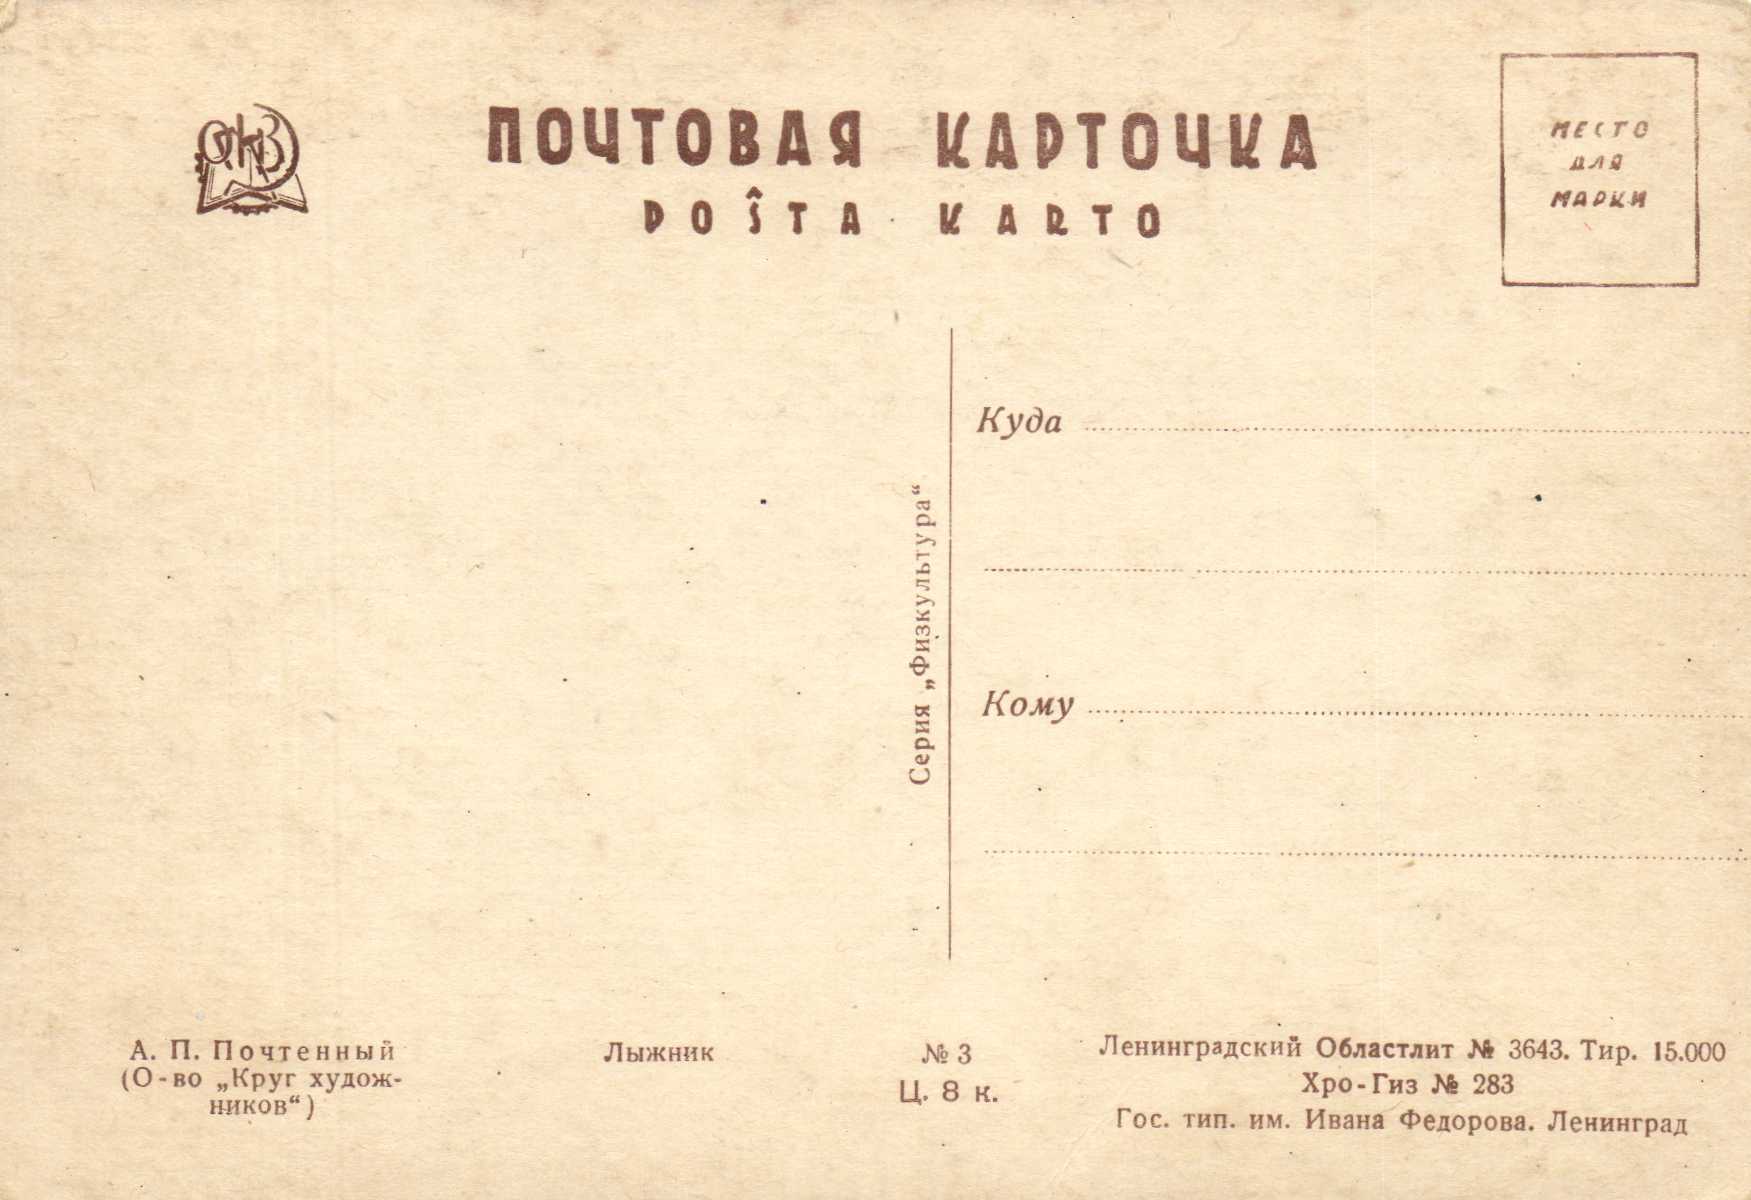 ОКХ
ПОЧТОВАЯ КАРТОЧКА
POŜTA KARTO
МЕСТО
ДЛЯ
МАРКИ
Куда
Серия „Физкультура“
Кому
А. П. Почтенный
(О-во „Круг худож-
ников“)
Лыжник
№ 3
Ц. 8 к.
Ленинградский Областлит № 3643. Тир. 15.000
Хро-Гиз № 283
Гос. тип. им. Ивана Федорова. Ленинград